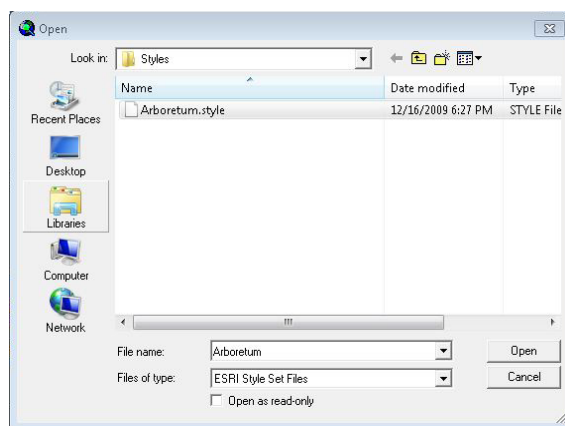 Open
Look in: Styles
Name Date modified Type
Arboretum.style 12/16/2009 6:27 PM STYLE File
Recent Places
Desktop
Libraries
Computer
Network
File name: Arboretum Open
Files of type: ESRI Style Set Files Cancel
Open as read-only